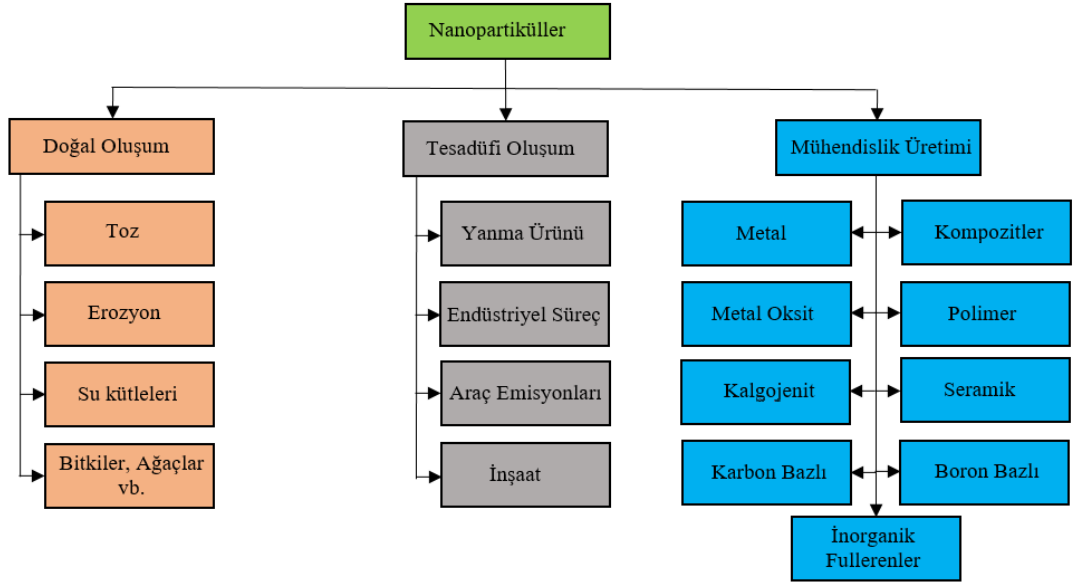 Nanopartiküller
Doğal Oluşum
Toz
Erozyon
Su kütleleri
Bitkiler, Ağaçlar
vb.
Tesadüfi Oluşum
Yanma Ürünü
Endüstriyel Süreç
Araç Emisyonları
İnşaat
Mühendislik Üretimi
Metal
Kompozitler
Metal Oksit
Polimer
Kalgojenit
Seramik
Karbon Bazlı
Boron Bazlı
İnorganik
Fullerenler